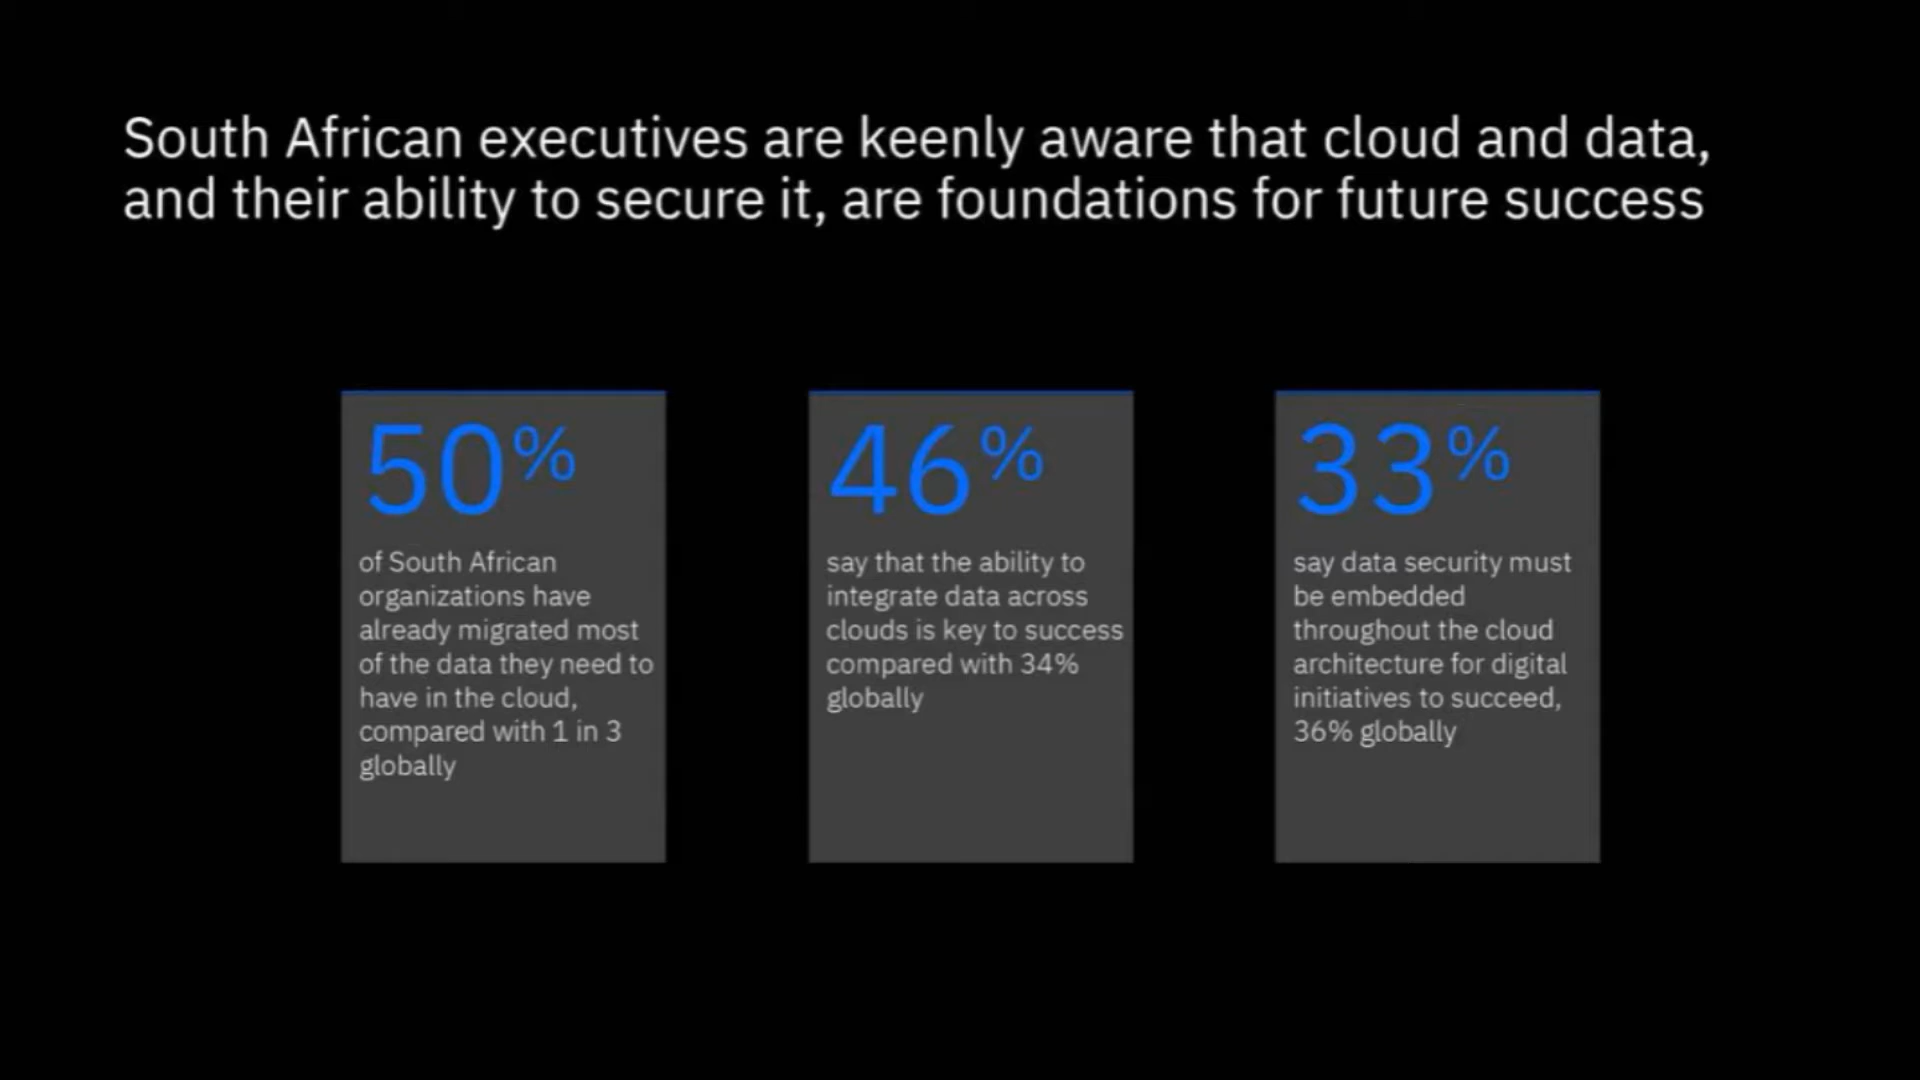 South African executives are keenly aware that cloud and data,
and their ability to secure it, are foundations for future success
50%
of South African
organizations have
already migrated most
of the data they need to
have in the cloud,
compared with 1 in 3
globally
46%
say that the ability to
integrate data across
clouds is key to success
compared with 34%
globally
33%
say data security must
be embedded
throughout the cloud
architecture for digital
initiatives to succeed,
36% globally